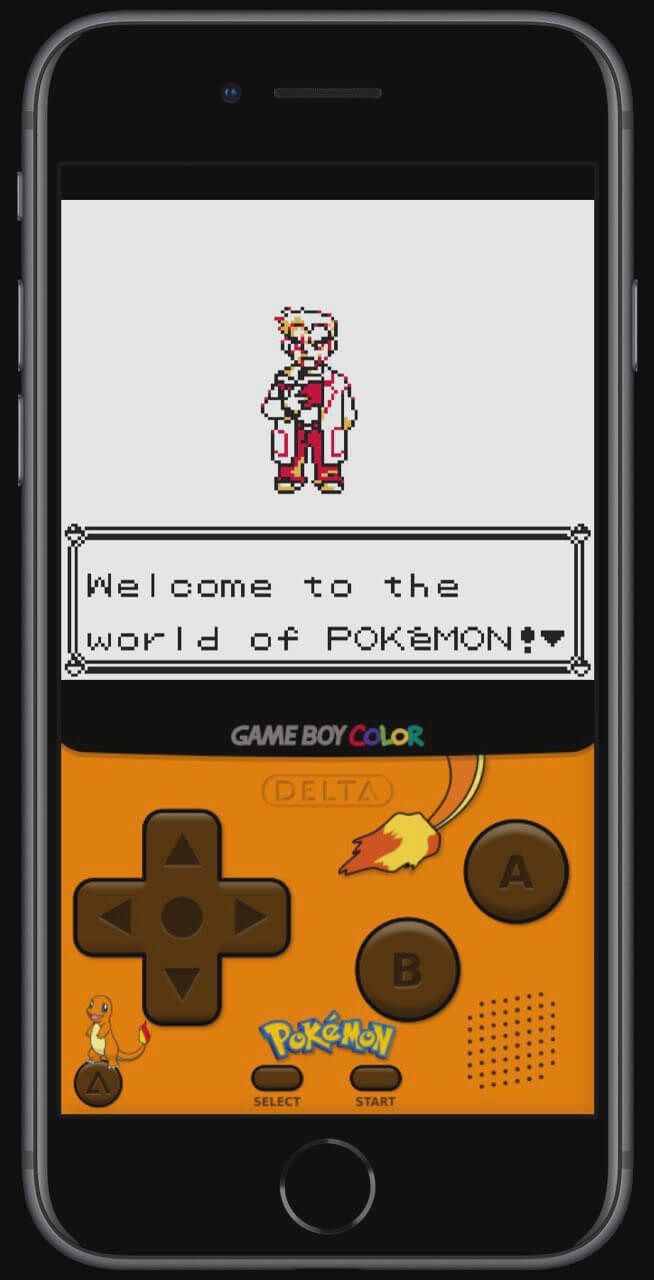 Welcome to the
world of POKéMON!
GAME BOY COLOR
DELTA
A
B
POKéMON
SELECT
START